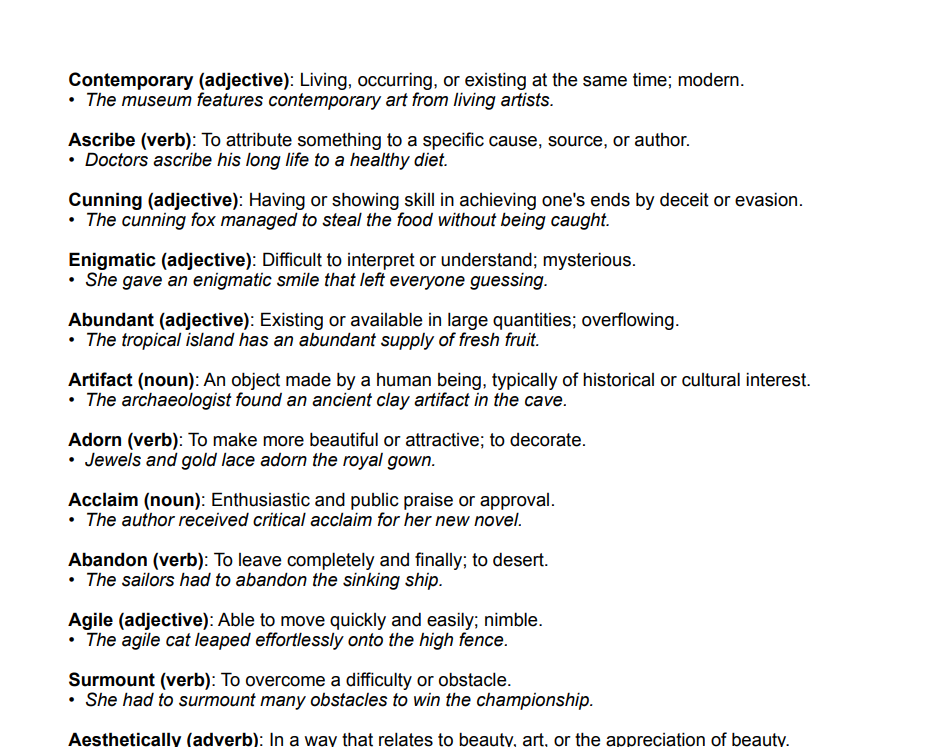 Contemporary (adjective): Living, occurring, or existing at the same time; modern.
• The museum features contemporary art from living artists.
Ascribe (verb): To attribute something to a specific cause, source, or author.
• Doctors ascribe his long life to a healthy diet.
Cunning (adjective): Having or showing skill in achieving one's ends by deceit or evasion.
• The cunning fox managed to steal the food without being caught.
Enigmatic (adjective): Difficult to interpret or understand; mysterious.
• She gave an enigmatic smile that left everyone guessing.
Abundant (adjective): Existing or available in large quantities; overflowing.
• The tropical island has an abundant supply of fresh fruit.
Artifact (noun): An object made by a human being, typically of historical or cultural interest.
• The archaeologist found an ancient clay artifact in the cave.
Adorn (verb): To make more beautiful or attractive; to decorate.
• Jewels and gold lace adorn the royal gown.
Acclaim (noun): Enthusiastic and public praise or approval.
• The author received critical acclaim for her new novel.
Abandon (verb): To leave completely and finally; to desert.
• The sailors had to abandon the sinking ship.
Agile (adjective): Able to move quickly and easily; nimble.
• The agile cat leaped effortlessly onto the high fence.
Surmount (verb): To overcome a difficulty or obstacle.
• She had to surmount many obstacles to win the championship.
Aesthetically (adverb): In a way that relates to beauty, art, or the appreciation of beauty.